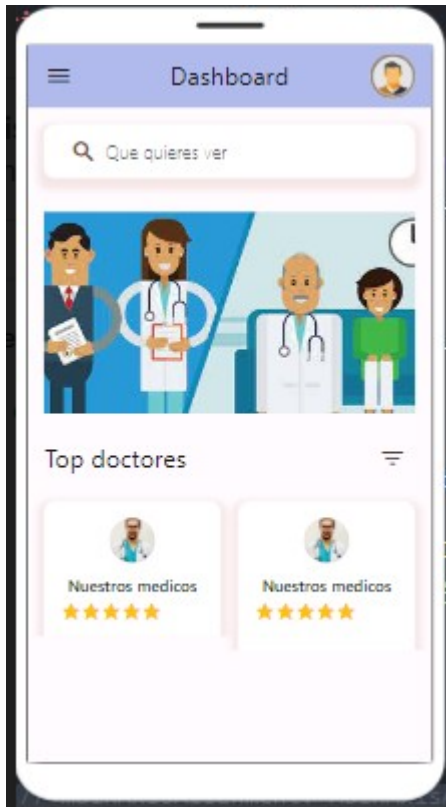 Dashboard
Que quieres ver
Top doctores
Nuestros medicos
Nuestros medicos